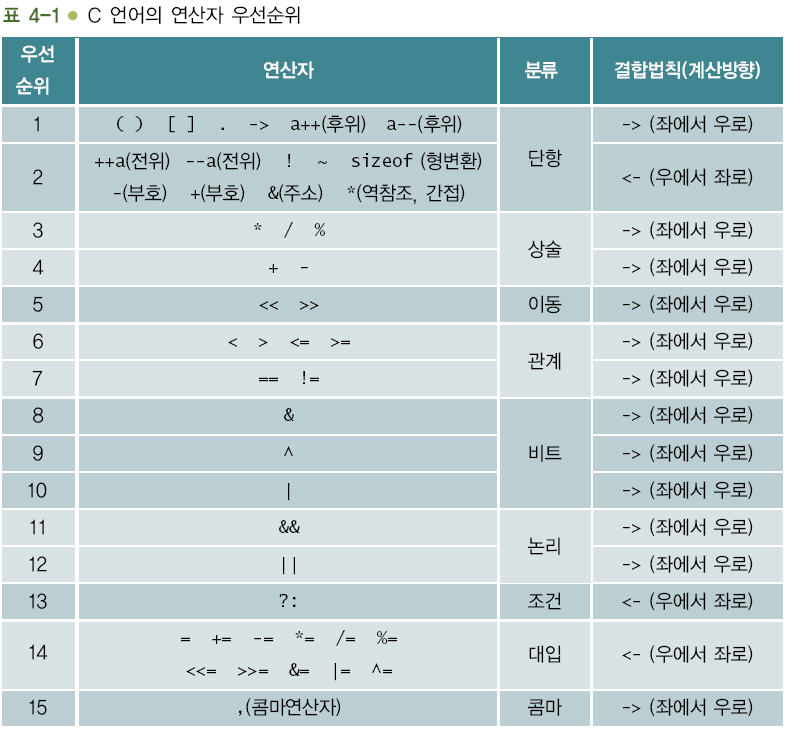 표 4-1 ● C 언어의 연산자 우선순위
우선
순위
연산자
분류
결합법칙(계산방향)
1
( ) [ ] . -> a++(후위) a--(후위)
단항
-> (좌에서 우로)
2
++a(전위) --a(전위) ! ~ sizeof (형변환)
-(부호) +(부호) &(주소) *(역참조, 간접)
<- (우에서 좌로)
3
* / %
상술
-> (좌에서 우로)
4
+ -
-> (좌에서 우로)
5
<< >>
이동
-> (좌에서 우로)
6
< > <= >=
관계
-> (좌에서 우로)
7
== !=
-> (좌에서 우로)
8
&
비트
-> (좌에서 우로)
9
^
-> (좌에서 우로)
10
|
-> (좌에서 우로)
11
&&
논리
-> (좌에서 우로)
12
||
-> (좌에서 우로)
13
?:
조건
<- (우에서 좌로)
14
= += -= *= /= %=
<<= >>= &= |= ^=
대입
<- (우에서 좌로)
15
,(콤마연산자)
콤마
-> (좌에서 우로)